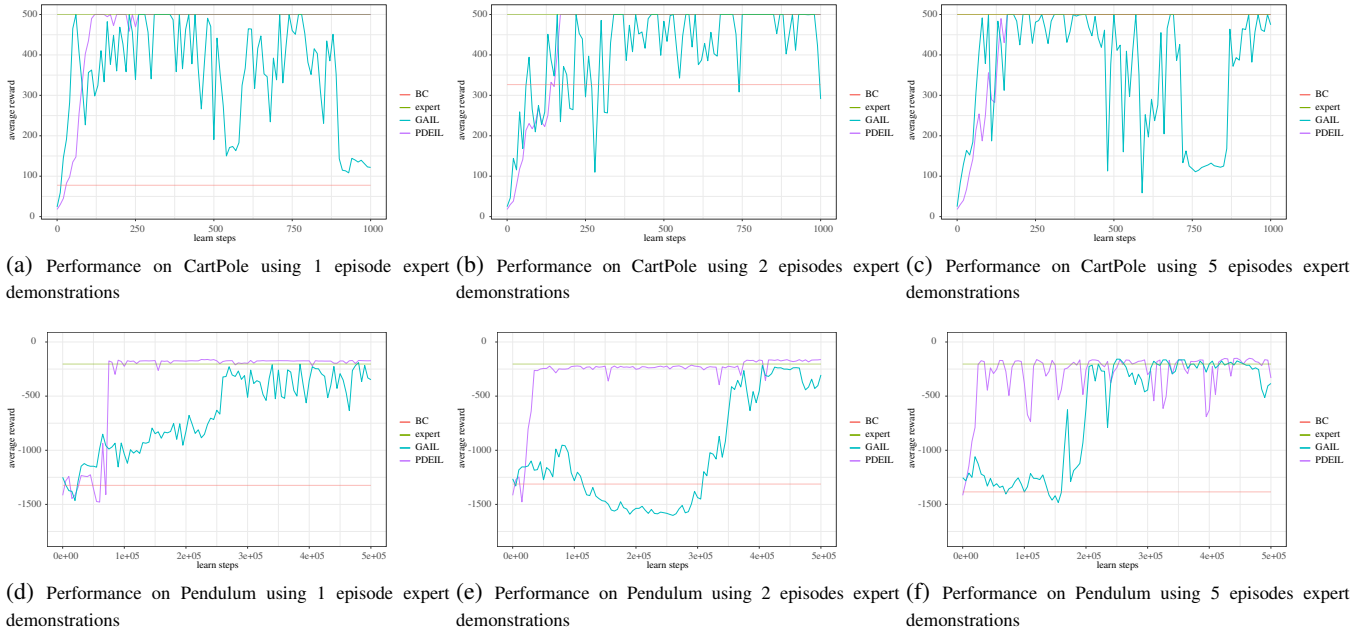 500
400
300
200
100
0
average reward
0
250
500
750
1000
learn steps
BC
expert
GAIL
PDEIL
500
400
300
200
100
0
average reward
0
250
500
750
1000
learn steps
BC
expert
GAIL
PDEIL
500
400
300
200
100
0
average reward
0
250
500
750
1000
learn steps
BC
expert
GAIL
PDEIL
(a) Performance on CartPole using 1 episode expert
demonstrations
(b) Performance on CartPole using 2 episodes expert
demonstrations
(c) Performance on CartPole using 5 episodes expert
demonstrations
0
-500
-1000
-1500
average reward
0e+00
1e+05
2e+05
3e+05
4e+05
5e+05
learn steps
BC
expert
GAIL
PDEIL
0
-500
-1000
-1500
average reward
0e+00
1e+05
2e+05
3e+05
4e+05
5e+05
learn steps
BC
expert
GAIL
PDEIL
0
-500
-1000
-1500
average reward
0e+00
1e+05
2e+05
3e+05
4e+05
5e+05
learn steps
BC
expert
GAIL
PDEIL
(d) Performance on Pendulum using 1 episode expert
demonstrations
(e) Performance on Pendulum using 2 episodes expert
demonstrations
(f) Performance on Pendulum using 5 episodes expert
demonstrations